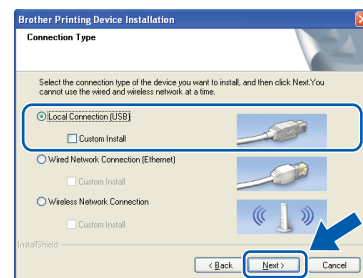 Brother Printing Device Installation
Connection Type
Select the connection type of the device you want to install, and then click Next.You
cannot use the wired and wireless network at a time.
Local Connection (USB)
Custom Install
Wired Network Connection (Ethernet)
Custom Install
Wireless Network Connection
Custom Install
InstallShield
< Back
Next >
Cancel